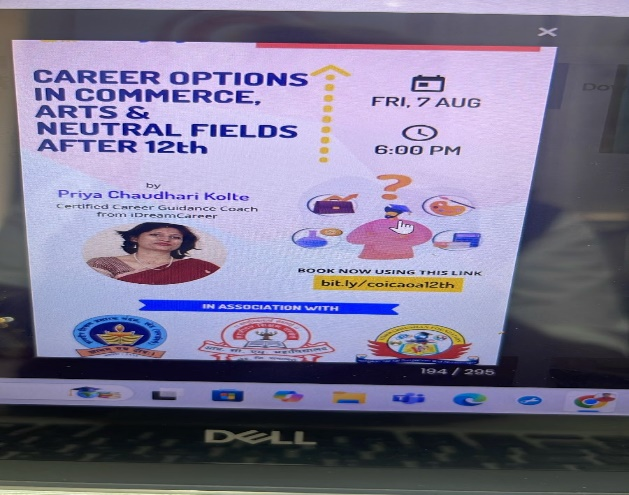 CAREER OPTIONS
IN COMMERCE,
ARTS &
NEUTRAL FIELDS
AFTER 12th
FRI, 7 AUG
6:00 PM
by
Priya Chaudhari Kolte
Certified Career Guidance Coach
from iDreamCareer
BOOK NOW USING THIS LINK
bit.ly/coicaoa12th
IN ASSOCIATION WITH
194 / 295
DELL